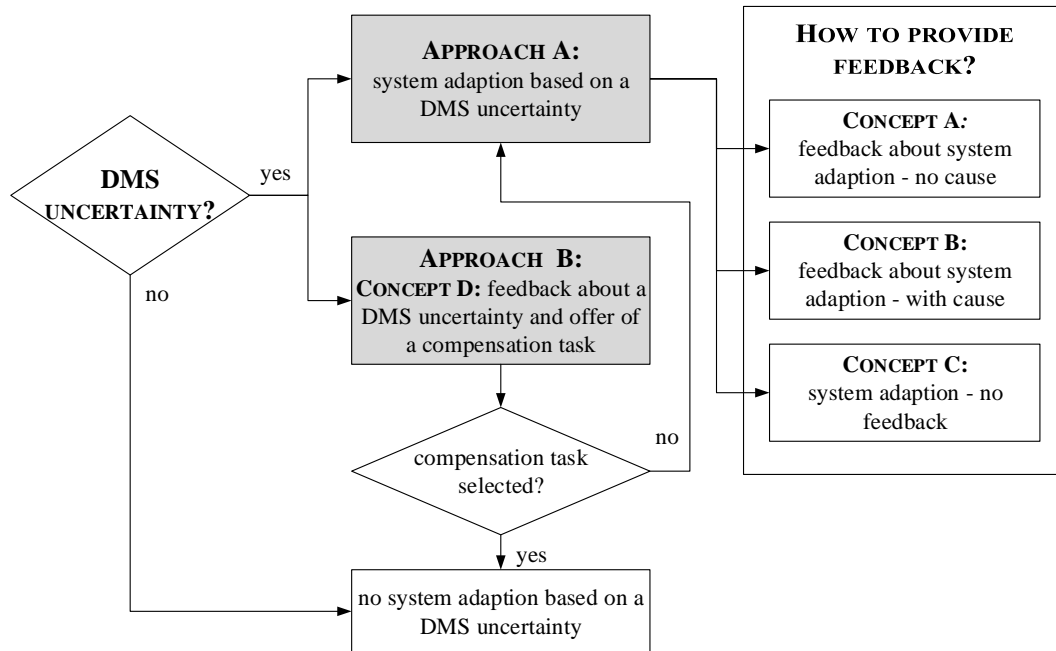 DMS
UNCERTAINTY?
yes
no
APPROACH A:
system adaption based on a
DMS uncertainty
APPROACH B:
CONCEPT D: feedback about a
DMS uncertainty and offer of
a compensation task
compensation task
selected?
no
yes
no system adaption based on a
DMS uncertainty
HOW TO PROVIDE
FEEDBACK?
CONCEPT A:
feedback about system
adaption - no cause
CONCEPT B:
feedback about system
adaption - with cause
CONCEPT C:
system adaption - no
feedback